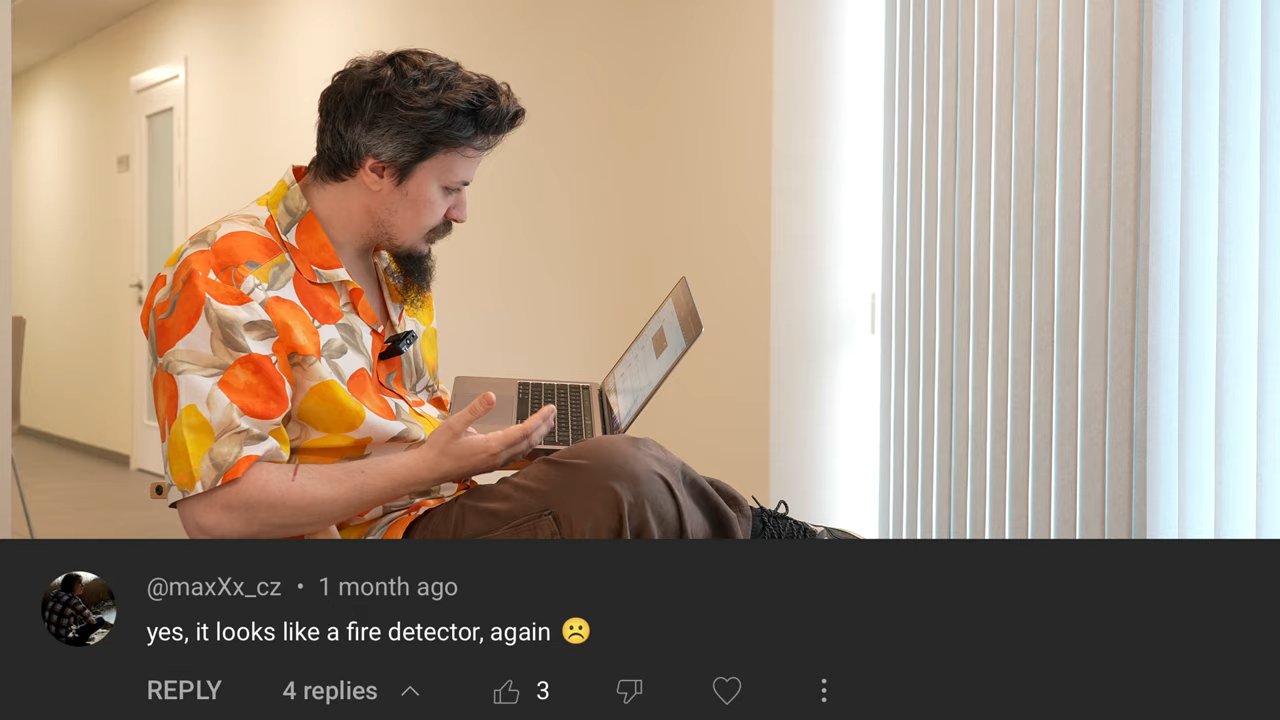 @maxXx_cz • 1 month ago
yes, it looks like a fire detector, again ☹️
REPLY 4 replies 3